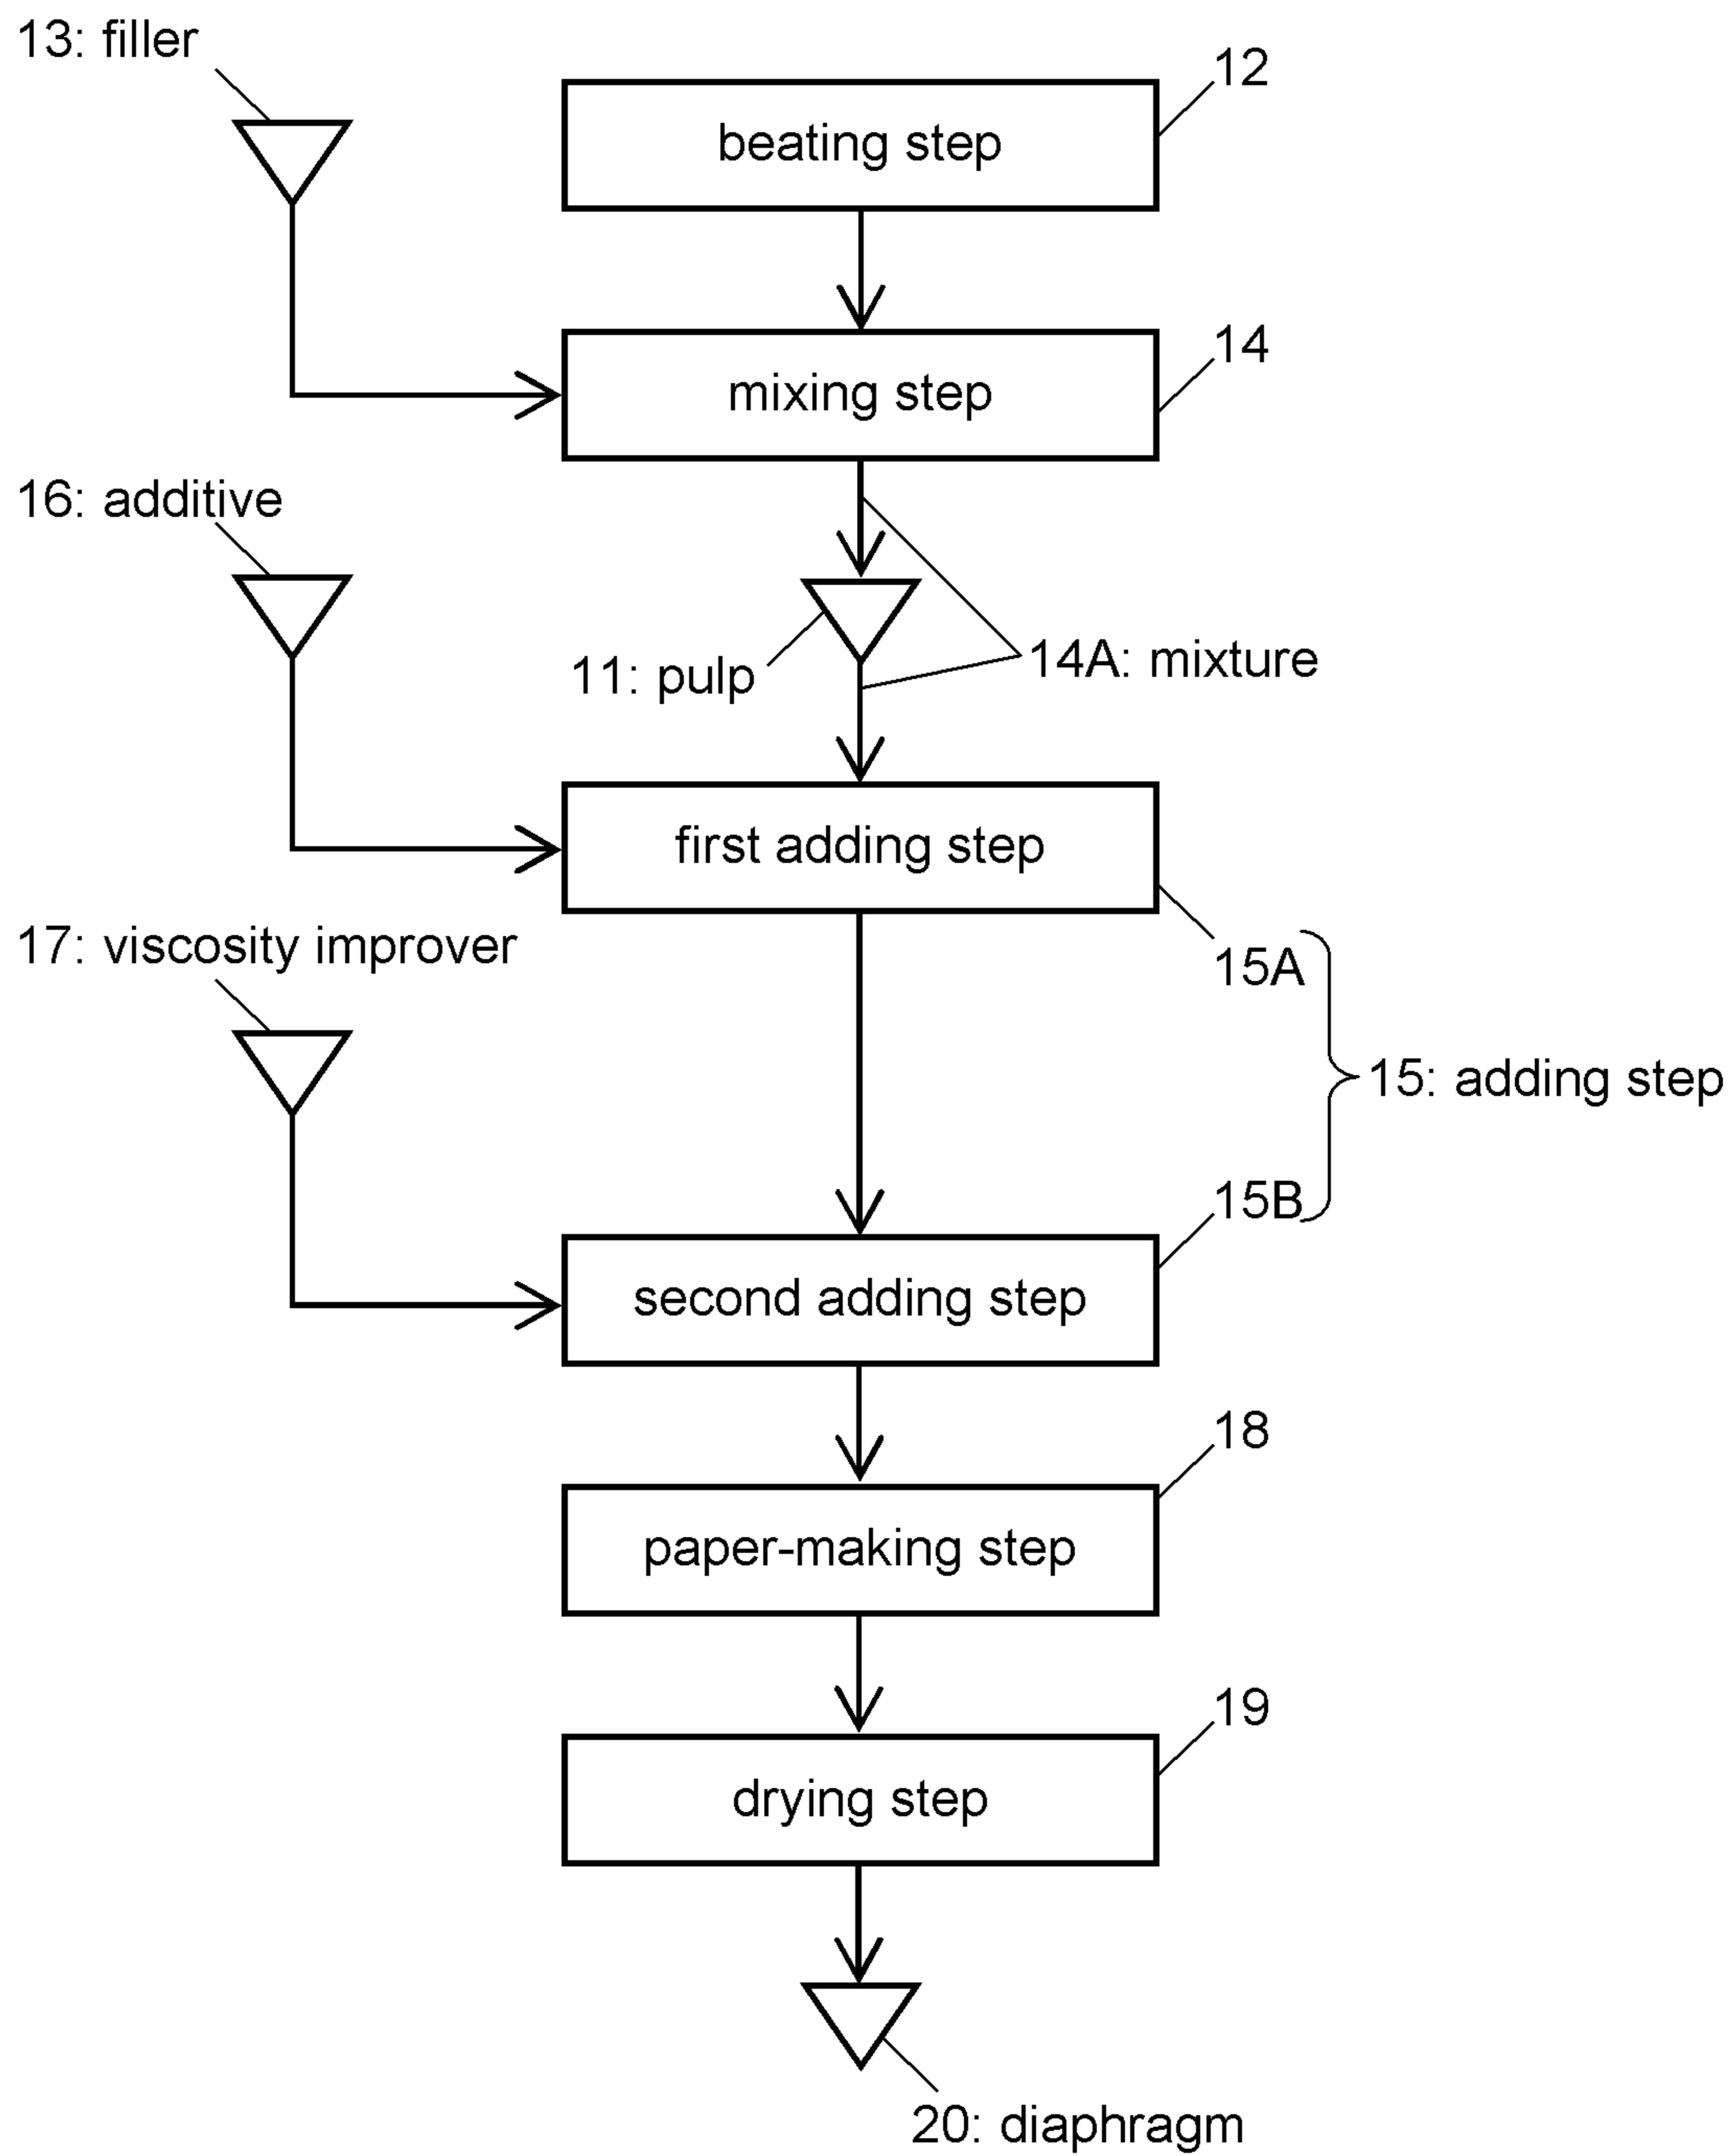 13: filler
12
beating step
14
mixing step
16: additive
11: pulp
14A: mixture
first adding step
17: viscosity improver
15A
15: adding step
15B
second adding step
18
paper-making step
19
drying step
20: diaphragm